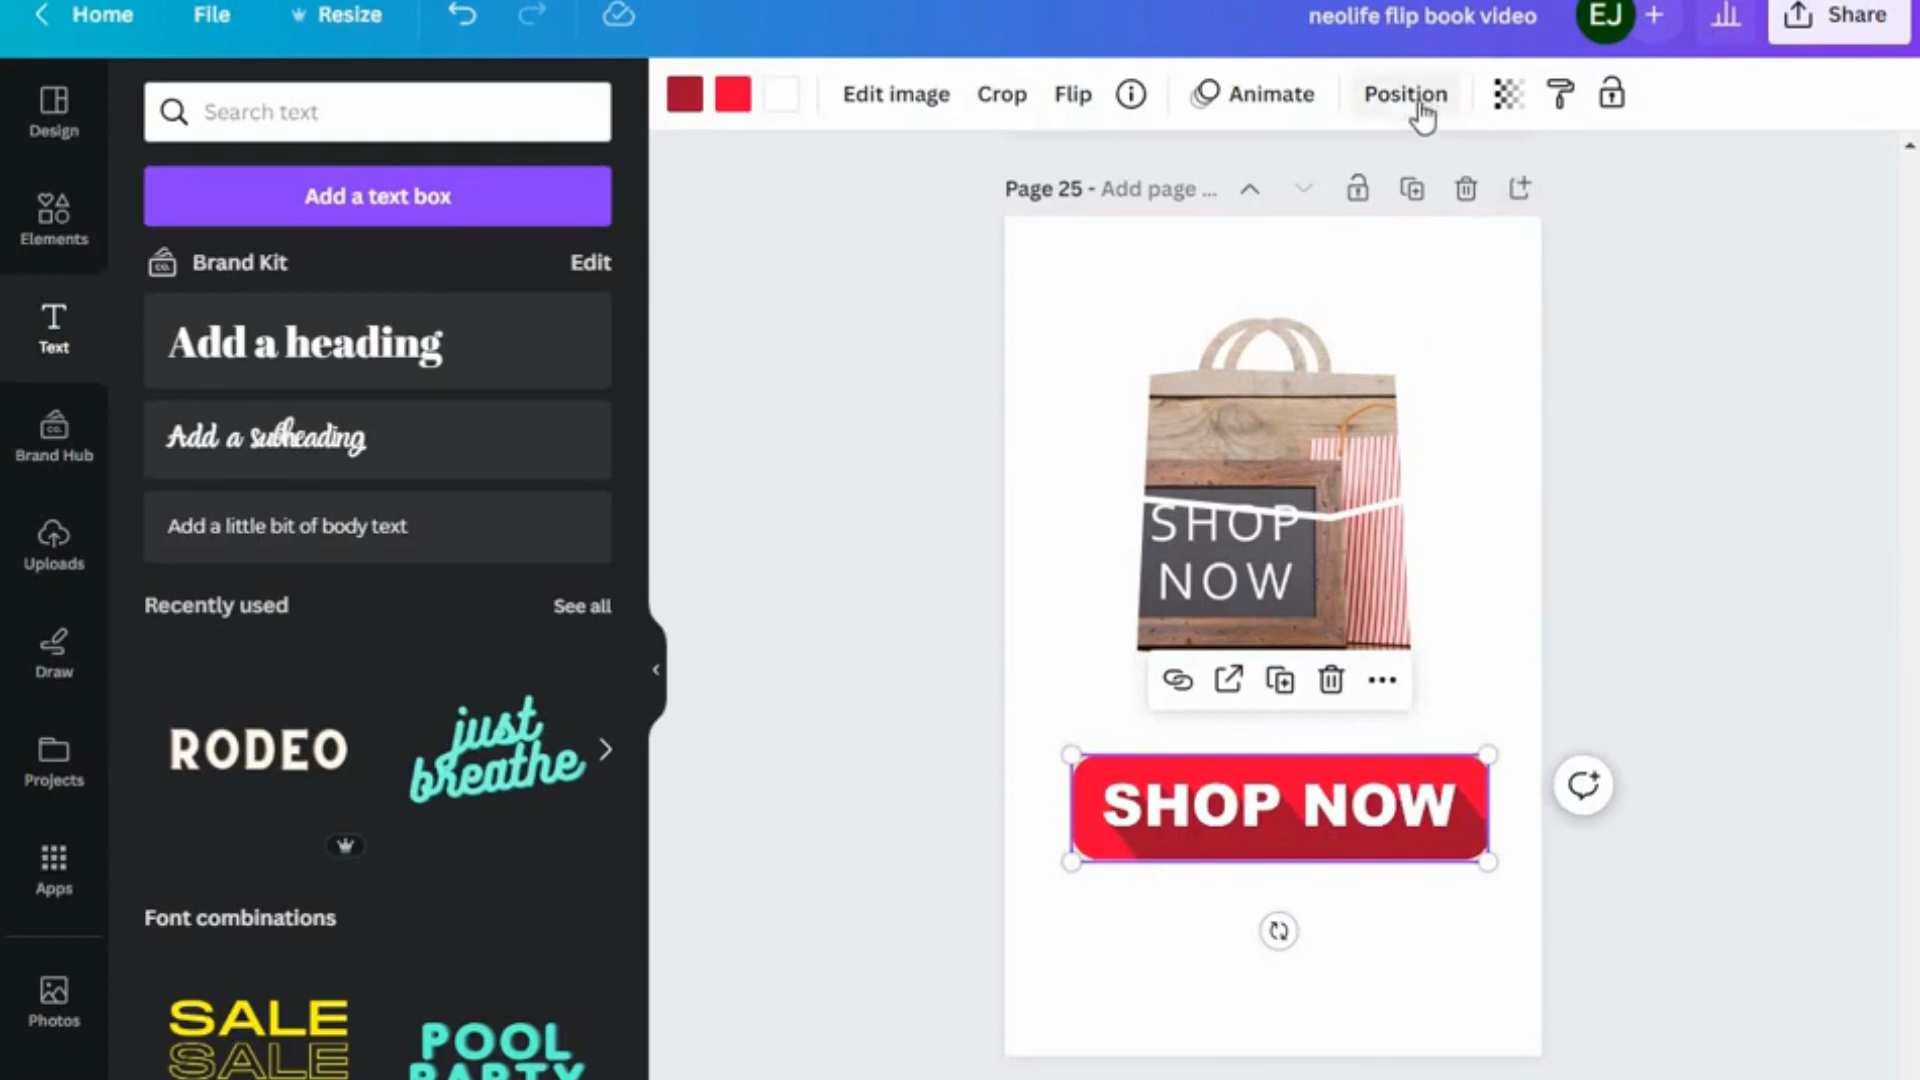 Home File Resize neolife flip book video EJ Share
Edit image Crop Flip Animate Position
Design
Elements
Text
Brand Hub
Uploads
Draw
Projects
Apps
Photos
Search text
Add a text box
CO. Brand Kit Edit
Add a heading
Add a subheading
Add a little bit of body text
Recently used See all
RODEO
just
breathe
Font combinations
SALE
SALE
POOL
PARTY
Page 25 - Add page ...
SHOP
NOW
SHOP NOW